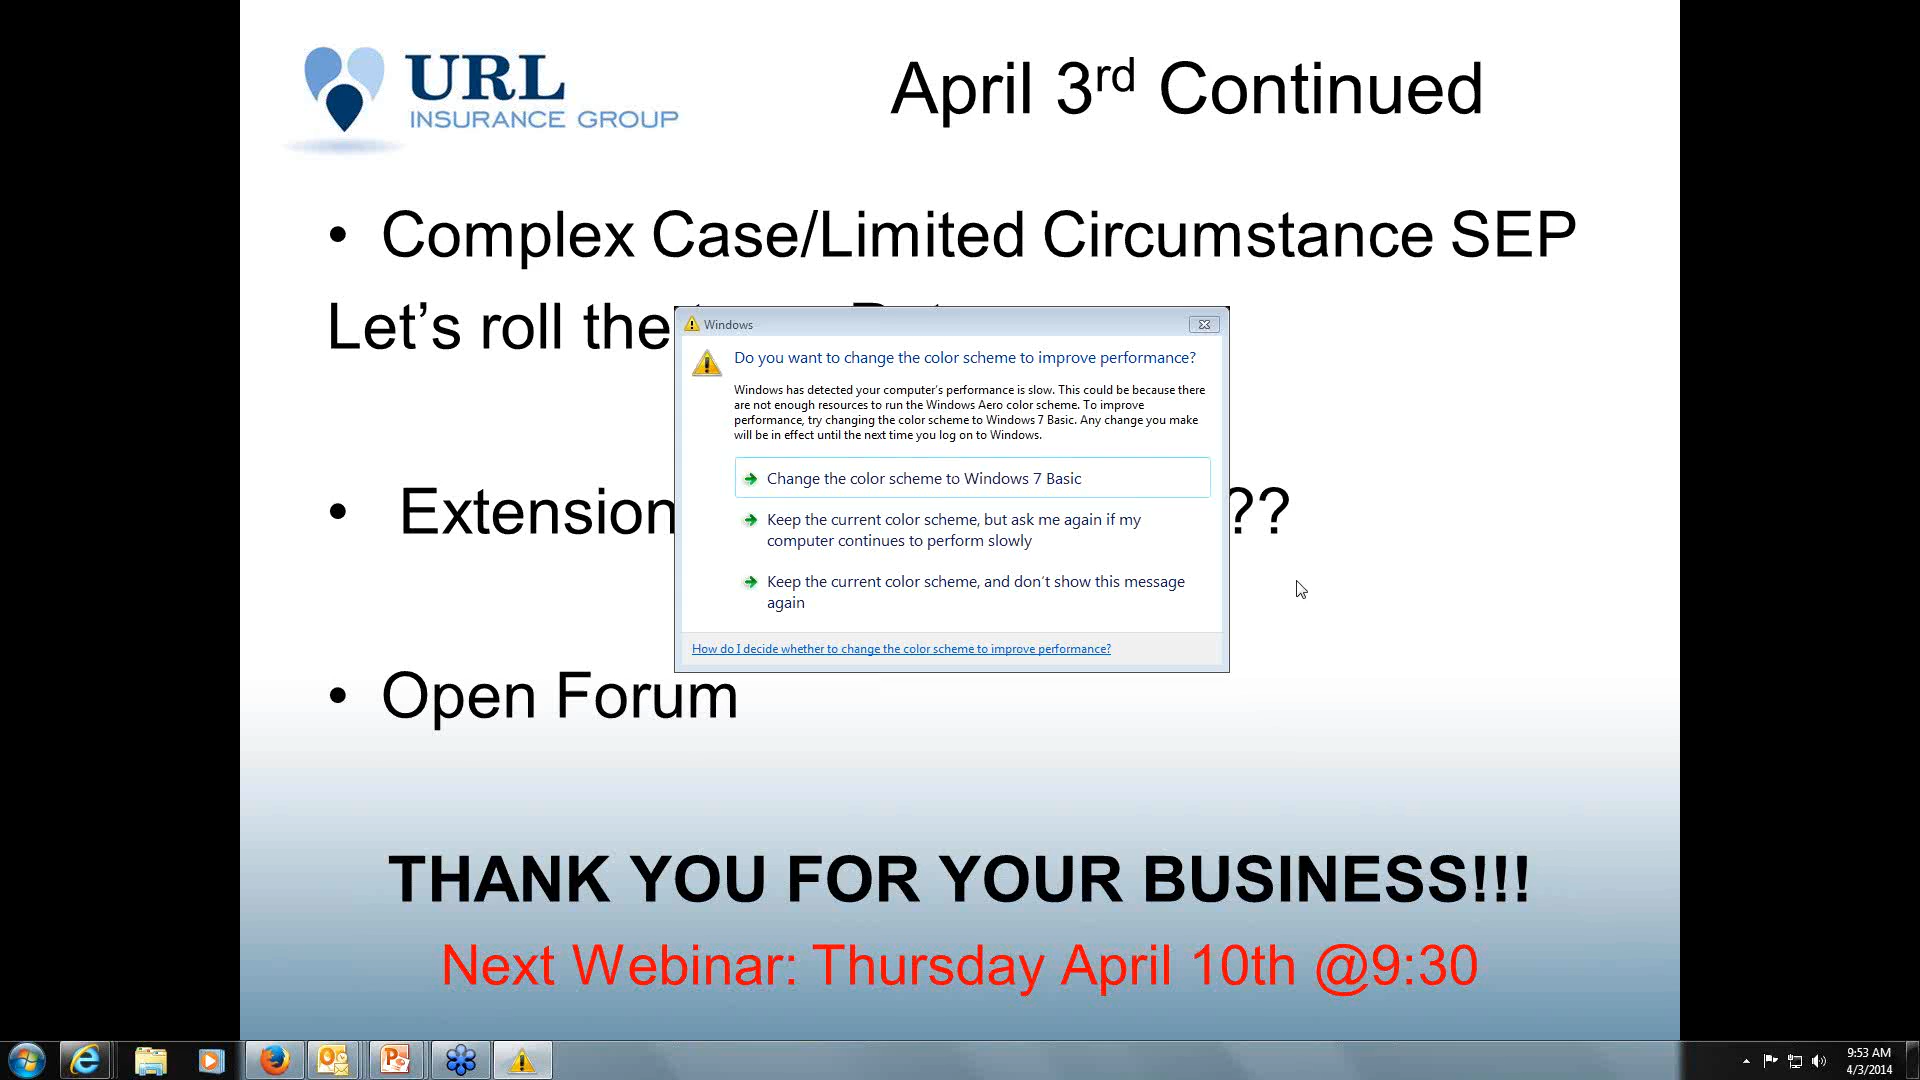 URL
INSURANCE GROUP
April 3rd Continued
• Complex Case/Limited Circumstance SEP
Let's roll the
Windows
Do you want to change the color scheme to improve performance?
Windows has detected your computer's performance is slow. This could be because there
are not enough resources to run the Windows Aero color scheme. To improve
performance, try changing the color scheme to Windows 7 Basic. Any change you make
will be in effect until the next time you log on to Windows.
Change the color scheme to Windows 7 Basic
Keep the current color scheme, but ask me again if my
computer continues to perform slowly
Keep the current color scheme, and don't show this message
again
How do I decide whether to change the color scheme to improve performance?
• Extension ??
• Open Forum
THANK YOU FOR YOUR BUSINESS!!!
Next Webinar: Thursday April 10th @9:30
9:53 AM
4/3/2014